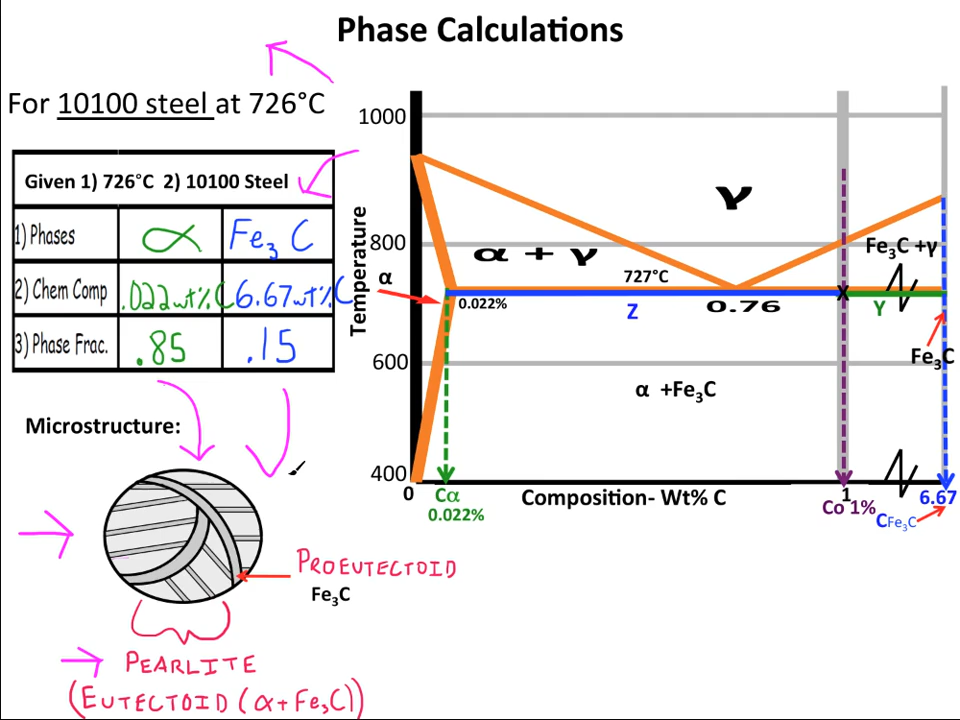 Phase Calculations
For 10100 steel at 726°C
Given 1) 726°C 2) 10100 Steel
1) Phases α Fe₃C
2) Chem Comp .022wt%C 6.67wt%C
3) Phase Frac. .85 .15
Microstructure:
PROEUTECTOID
Fe₃C
PEARLITE
(EUTECTOID (α+Fe₃C))
Temperature
1000
800
600
400
γ
α + γ
Fe₃C +γ
727°C
α
0.022%
Z
0.76
X
Y
Fe₃C
α +Fe₃C
0
Cα
0.022%
Composition- Wt% C
1
Co 1%
6.67
CFe₃C